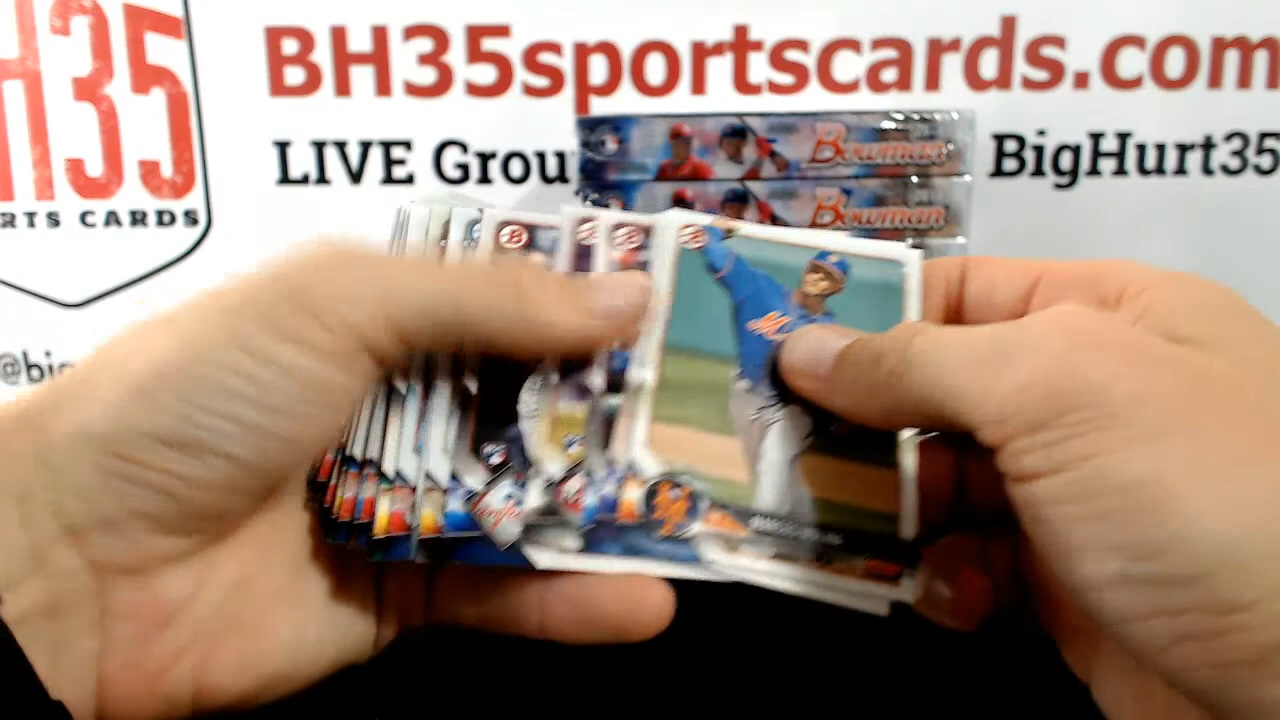 H35
RTS CARDS
BH35sportscards.com
LIVE Grou
BigHurt35
@big
Bowman
Bowman